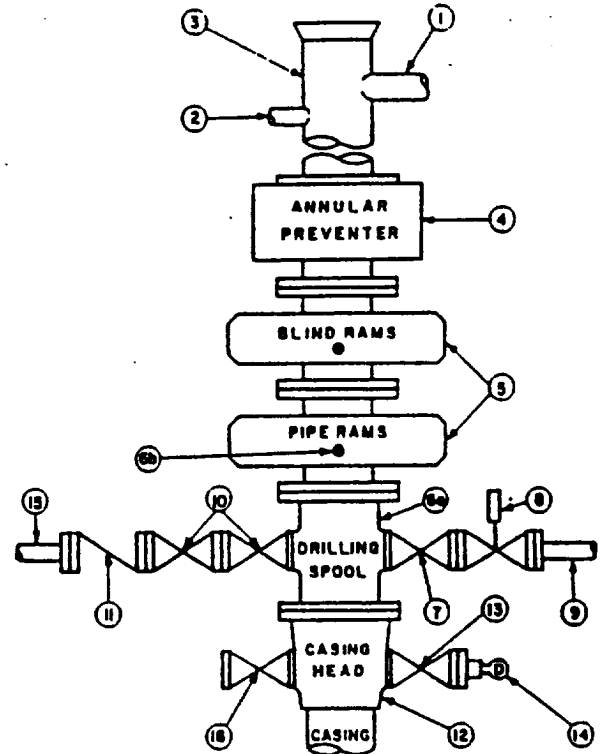 3
1
2
ANNULAR
PREVENTER
4
BLIND RAMS
5
PIPE RAMS
6b
15
10
6a
8
DRILLING
SPOOL
11
7
9
13
CASING
HEAD
D
16
12
14
CASING